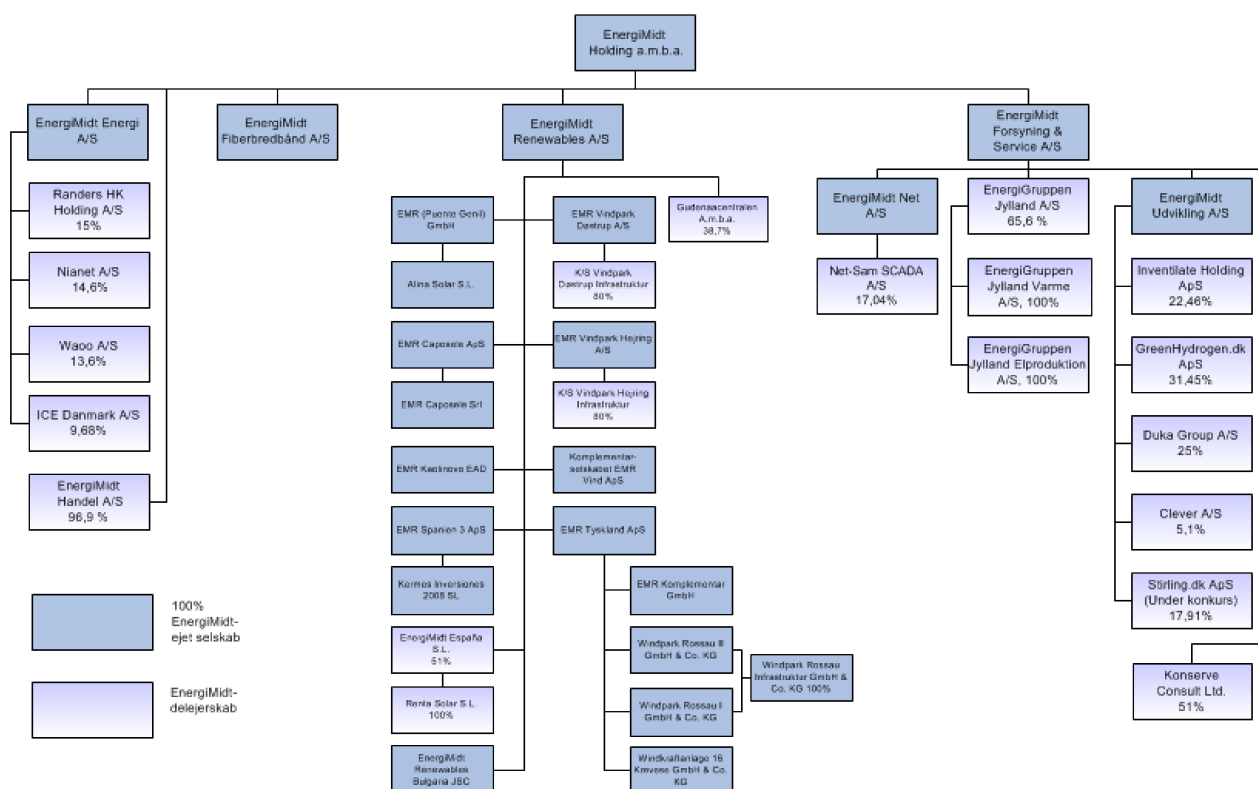 EnergiMidt
Holding a.m.b.a.
EnergiMidt Energi
A/S
EnergiMidt
Fiberbredbånd A/S
EnergiMidt
Renewables A/S
EnergiMidt
Forsyning &
Service A/S
Randers HK
Holding A/S
15%
Nianet A/S
14,6%
Waoo A/S
13,6%
ICE Danmark A/S
9,68%
EnergiMidt
Handel A/S
96,9 %
EMR (Puente Genil)
GmbH
Alina Solar S.L.
EMR Caposele ApS
EMR Caposele Srl
EMR Kaolinovo EAD
EMR Spanien 3 ApS
Kermes Inversiones
2008 SL
EnergiMidt España
S.L.
51%
Renta Solar S.L.
100%
EnergiMidt
Renewables
Bulgaria JSC
EMR Vindpark
Døstrup A/S
K/S Vindpark
Døstrup Infrastruktur
80%
EMR Vindpark Hejring
A/S
K/S Vindpark Hejring
Infrastruktur
80%
Komplementar-
selskabet EMR
Vind ApS
EMR Tyskland ApS
EMR Komplementar
GmbH
Windpark Rossau II
GmbH & Co. KG
Windpark Rossau I
GmbH & Co. KG
Windkraftanlage 16
Krevese GmbH & Co.
KG
Windpark Rossau
Infrastruktur GmbH &
Co. KG 100%
Gudenaacentralen
A.m.b.a.
38,7%
EnergiMidt Net
A/S
Net-Sam SCADA
A/S
17,04%
EnergiGruppen
Jylland A/S
65,6 %
EnergiGruppen
Jylland Varme
A/S, 100%
EnergiGruppen
Jylland Elproduktion
A/S, 100%
EnergiMidt
Udvikling A/S
Inventilate Holding
ApS
22,46%
GreenHydrogen.dk
ApS
31,45%
Duka Group A/S
25%
Clever A/S
5,1%
Stirling.dk ApS
(Under konkurs)
17,91%
Konserve
Consult Ltd.
51%
100%
EnergiMidt-
ejet selskab
EnergiMidt-
delejerskab